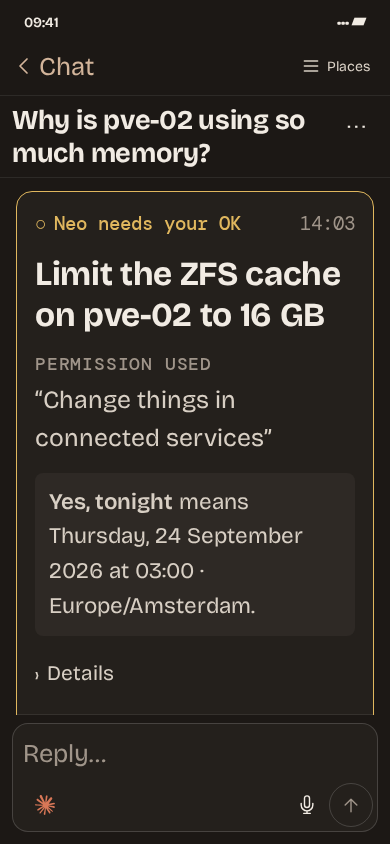 09:41
Chat
Places
Why is pve-02 using so
much memory?
Neo needs your OK
14:03
Limit the ZFS cache
on pve-02 to 16 GB
PERMISSION USED
“Change things in
connected services”
Yes, tonight means
Thursday, 24 September
2026 at 03:00 ·
Europe/Amsterdam.
› Details
Reply...